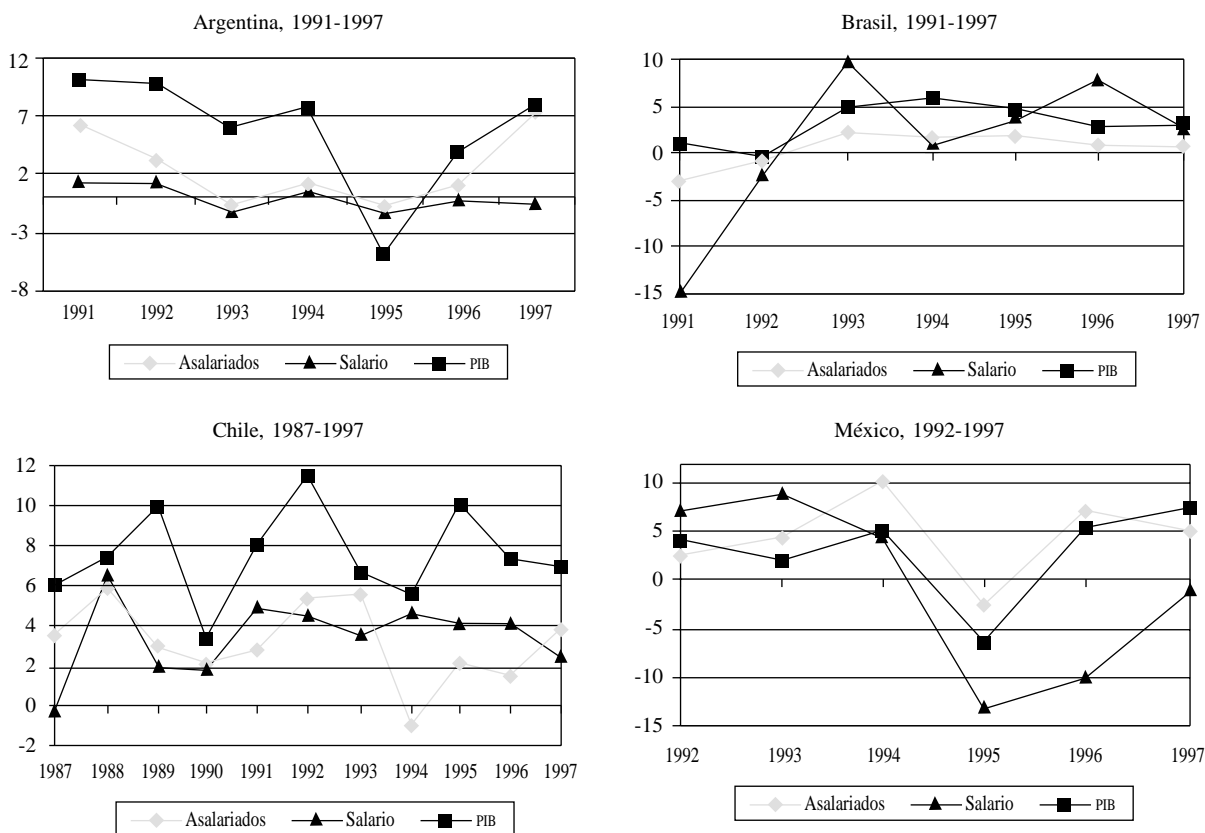 Argentina, 1991-1997
12
7
2
-3
-8
1991 1992 1993 1994 1995 1996 1997
Asalariados Salario PIB
Brasil, 1991-1997
10
5
0
-5
-10
-15
1991 1992 1993 1994 1995 1996 1997
Asalariados Salario PIB
Chile, 1987-1997
12
10
8
6
4
2
0
-2
1987 1988 1989 1990 1991 1992 1993 1994 1995 1996 1997
Asalariados Salario PIB
México, 1992-1997
10
5
0
-5
-10
-15
1992 1993 1994 1995 1996 1997
Asalariados Salario PIB